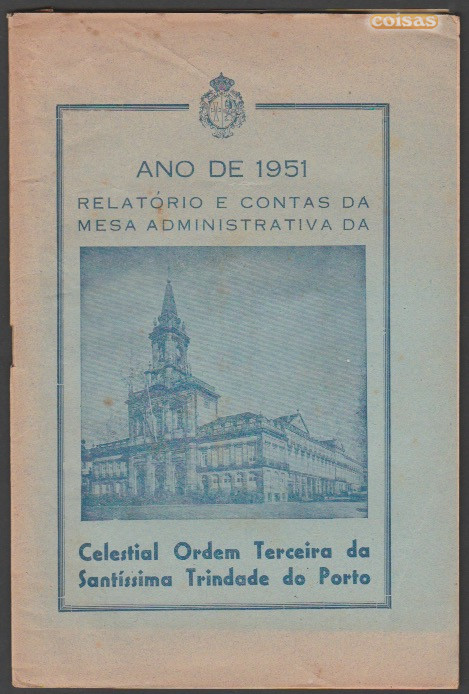 coisas
ANO DE 1951
RELATÓRIO E CONTAS DA
MESA ADMINISTRATIVA DA
Celestial Ordem Terceira da
Santíssima Trindade do Porto